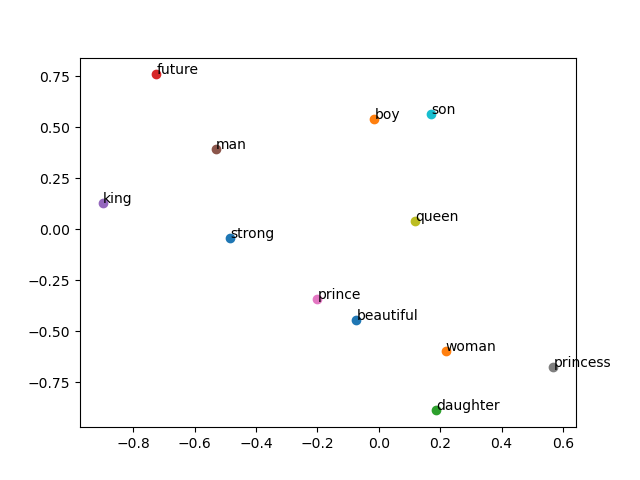 future
boy
son
man
king
queen
strong
prince
beautiful
woman
princess
daughter
0.75
0.50
0.25
0.00
−0.25
−0.50
−0.75
−0.8
−0.6
−0.4
−0.2
0.0
0.2
0.4
0.6